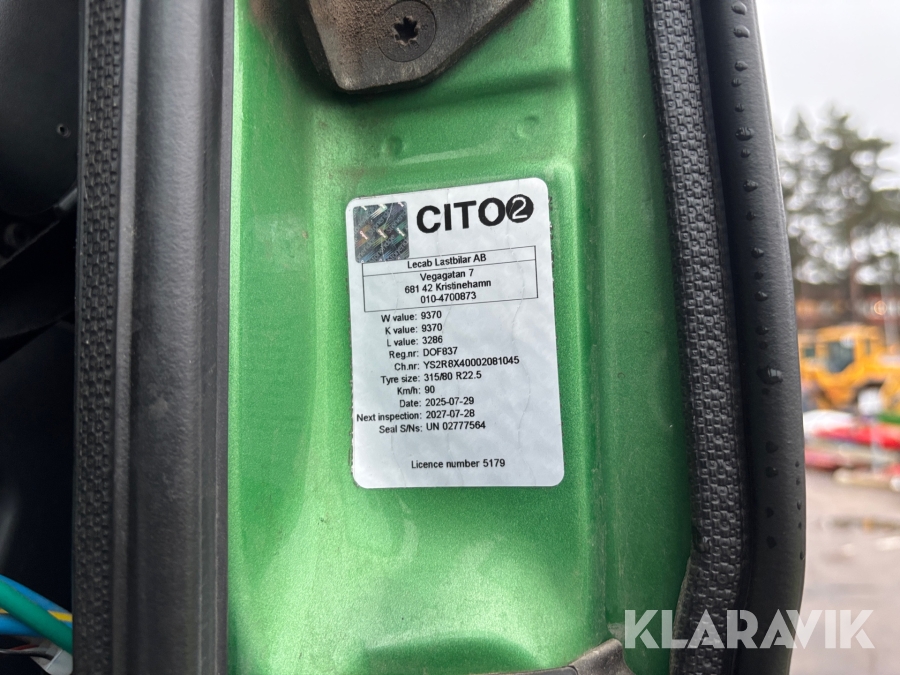 CITO2
Lecab Lastbilar AB
Vegagatan 7
681 42 Kristinehamn
010-4700873
W value: 9370
K value: 9370
L value: 3286
Reg.nr: DOF837
Ch.nr: YS2R8X40002081045
Tyre size: 315/80 R22.5
Km/h: 90
Date: 2025-07-29
Next inspection: 2027-07-28
Seal S/Ns: UN 02777564
Licence number 5179
KLARAVIK